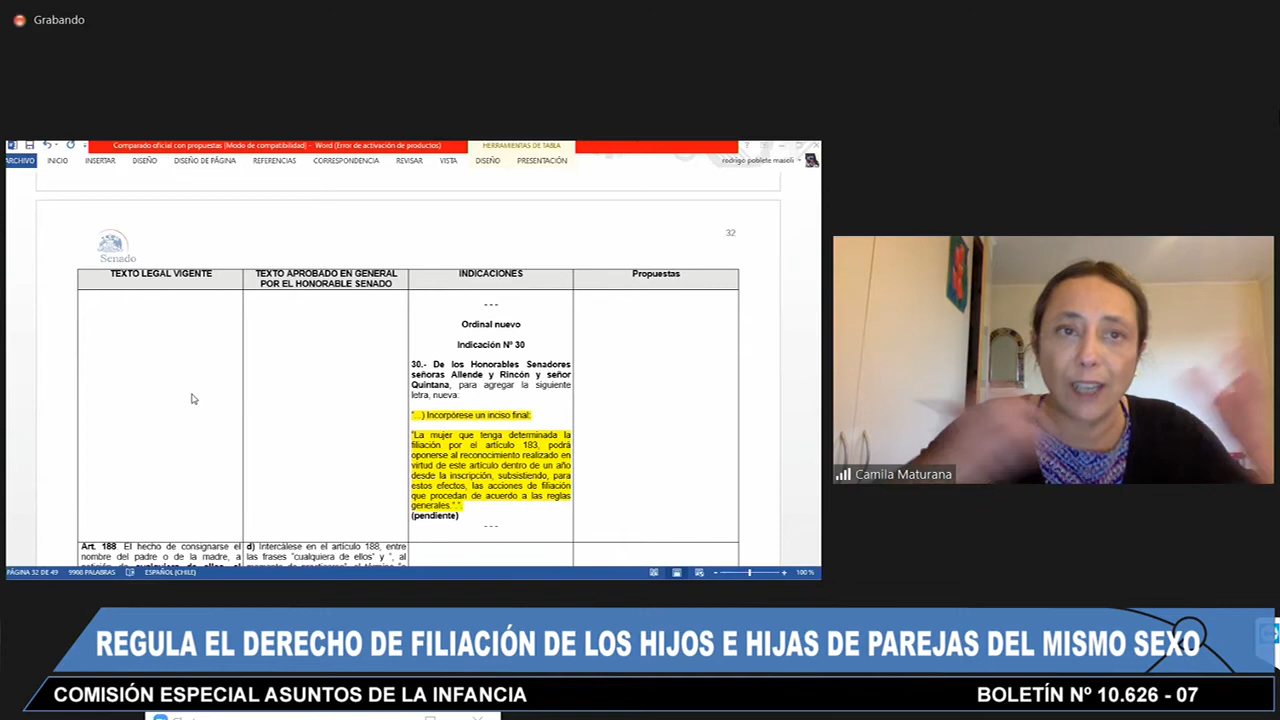 Grabando
Comparado oficial con propuestas [Modo de compatibilidad] - Word (Error de activación de productos)
HERRAMIENTAS DE TABLA
ARCHIVO INICIO INSERTAR DISEÑO DISEÑO DE PÁGINA REFERENCIAS CORRESPONDENCIA REVISAR VISTA DISEÑO PRESENTACIÓN
rodrigo poblete masoli
32
Senado
TEXTO LEGAL VIGENTE
TEXTO APROBADO EN GENERAL
POR EL HONORABLE SENADO
INDICACIONES
Propuestas
- - -
Ordinal nuevo
Indicación Nº 30
30.- De los Honorables Senadores
señoras Allende y Rincón y señor
Quintana, para agregar la siguiente
letra, nueva:
"...) Incorpórese un inciso final:
"La mujer que tenga determinada la
filiación por el artículo 183, podrá
oponerse al reconocimiento realizado en
virtud de este artículo dentro de un año
desde la inscripción, subsistiendo, para
estos efectos, las acciones de filiación
que procedan de acuerdo a las reglas
generales.".".
(pendiente)
- - -
Art. 188 El hecho de consignarse el
nombre del padre o de la madre, a
d) Intercálese en el artículo 188, entre
las frases "cualquiera de ellos" y ", al
PÁGINA 32 DE 49 9906 PALABRAS ESPAÑOL (CHILE)
100 %
Camila Maturana
REGULA EL DERECHO DE FILIACIÓN DE LOS HIJOS E HIJAS DE PAREJAS DEL MISMO SEXO
COMISIÓN ESPECIAL ASUNTOS DE LA INFANCIA
BOLETÍN Nº 10.626 - 07